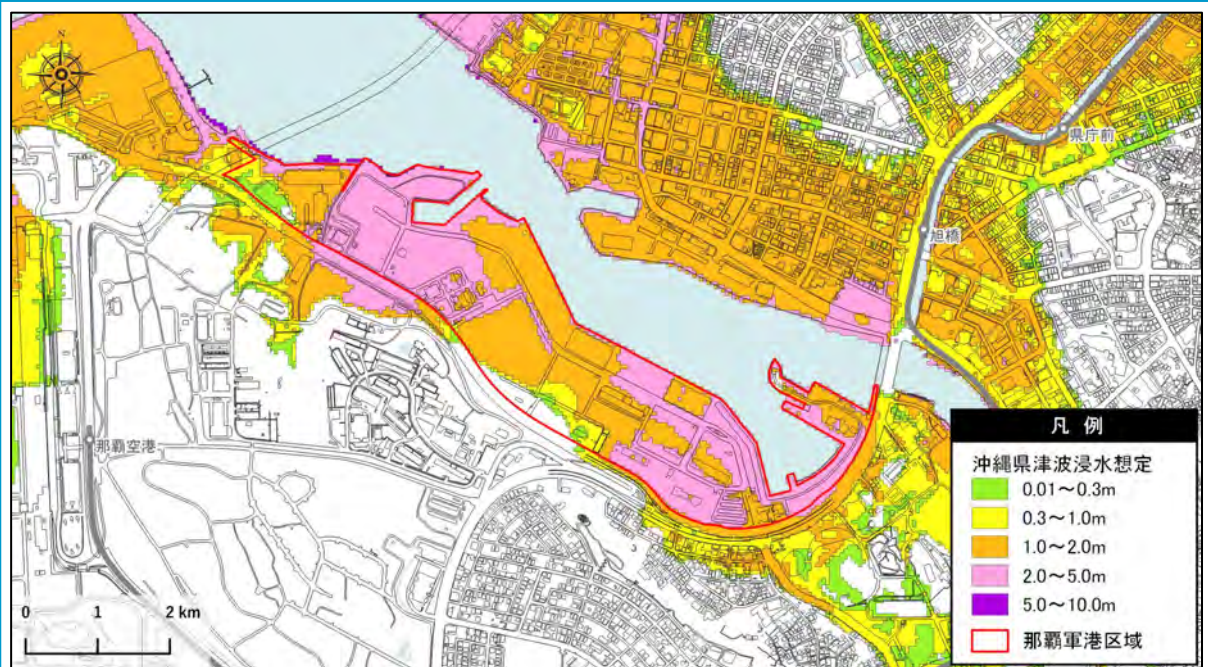 N
県庁前
旭橋
那覇空港
0 1 2 km
凡例
沖縄県津波浸水想定
0.01～0.3m
0.3～1.0m
1.0～2.0m
2.0～5.0m
5.0～10.0m
那覇軍港区域